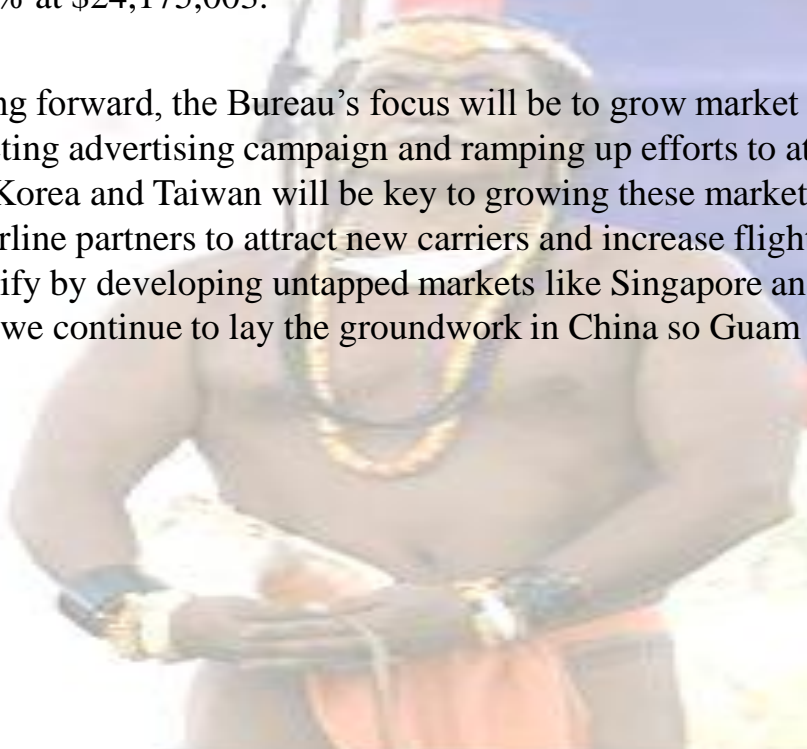 % at $24,175,003.
ng forward, the Bureau’s focus will be to grow market
ting advertising campaign and ramping up efforts to at
Korea and Taiwan will be key to growing these market
rline partners to attract new carriers and increase flight
ify by developing untapped markets like Singapore an
we continue to lay the groundwork in China so Guam